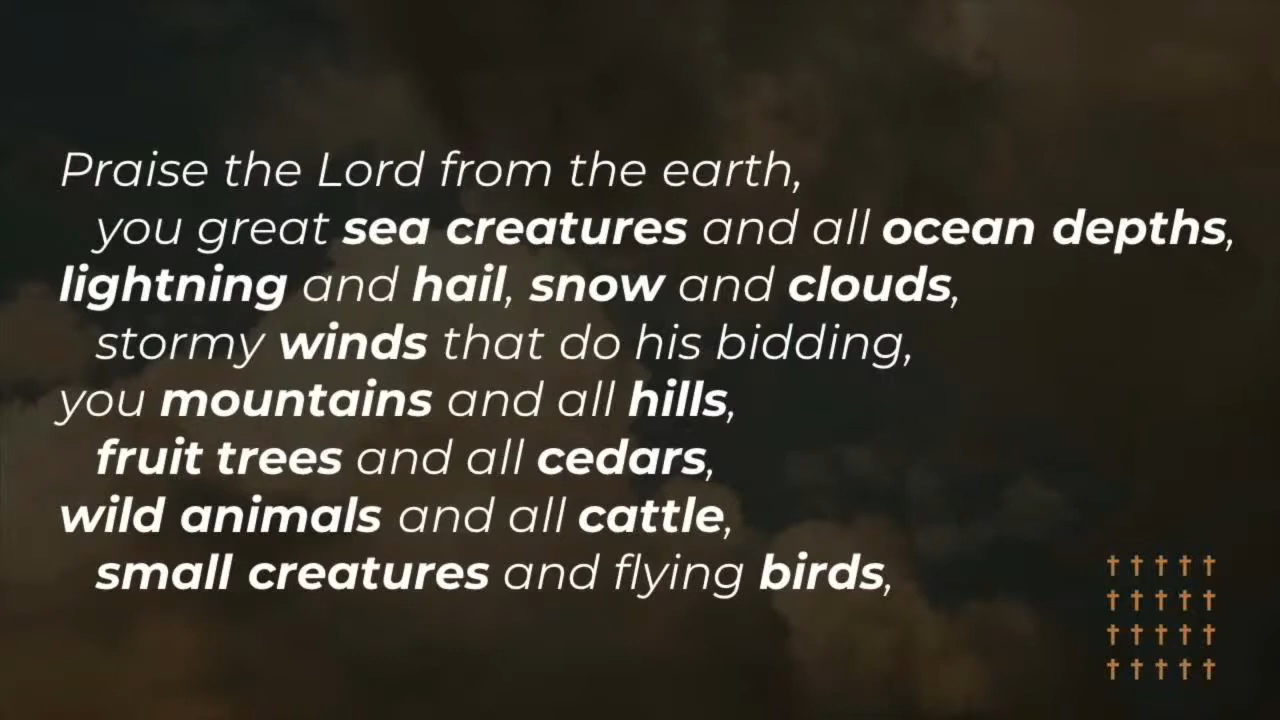 Praise the Lord from the earth,
you great sea creatures and all ocean depths,
lightning and hail, snow and clouds,
stormy winds that do his bidding,
you mountains and all hills,
fruit trees and all cedars,
wild animals and all cattle,
small creatures and flying birds,